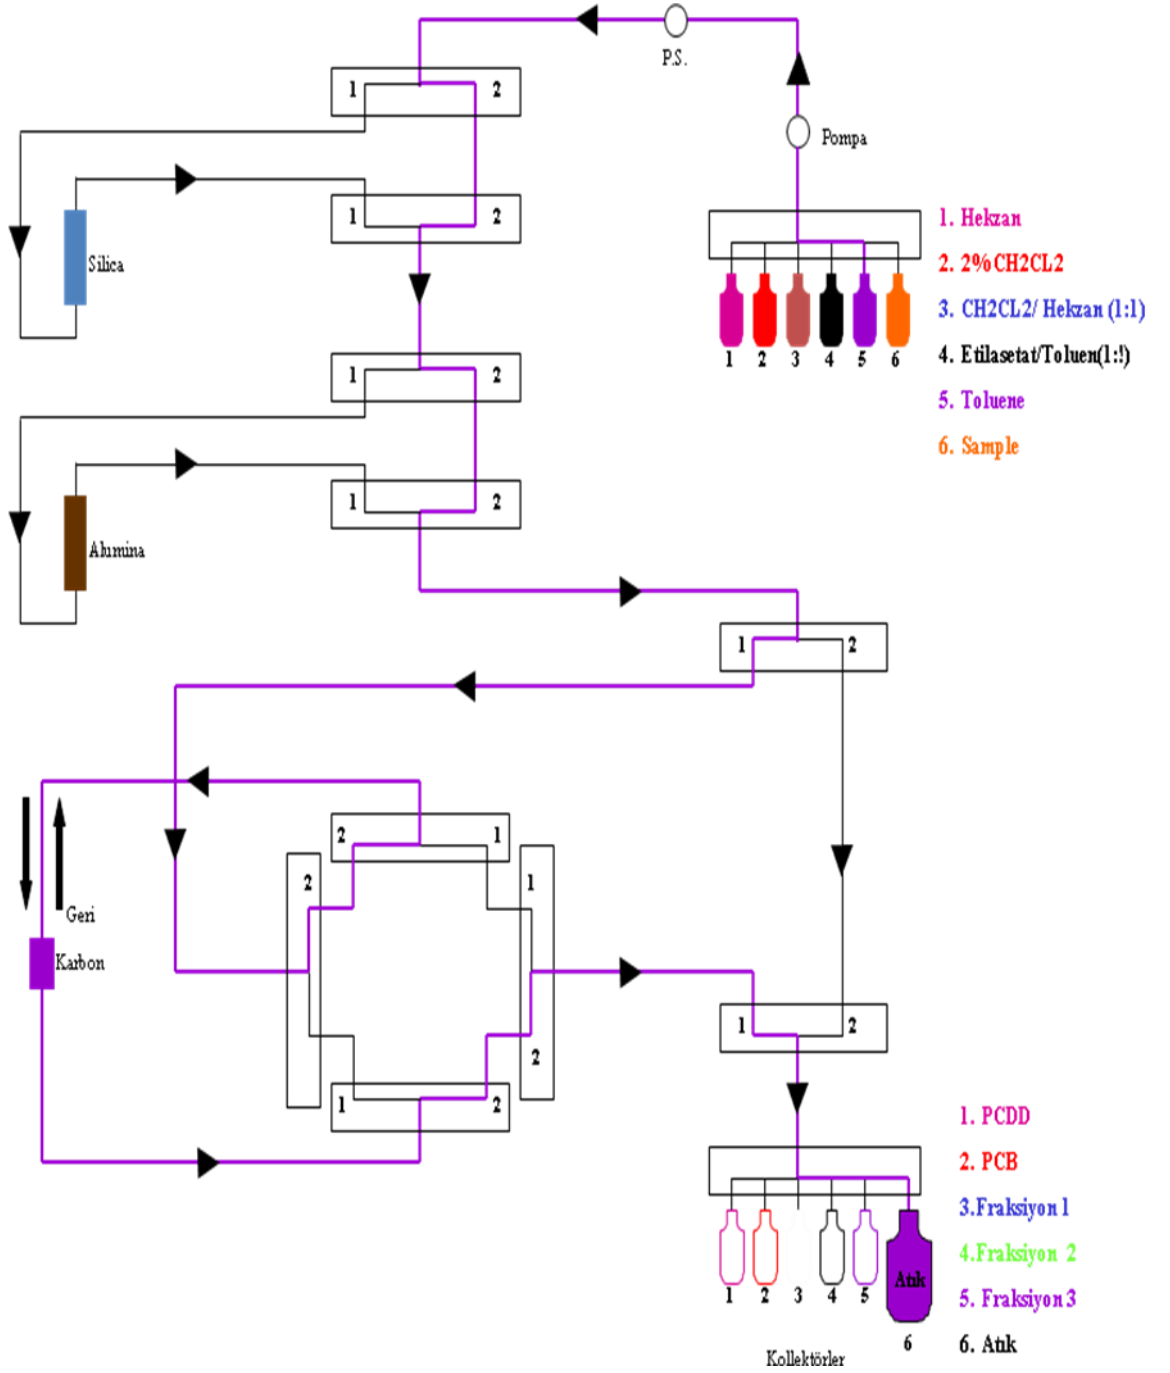 P.S.
1 2
Pompa
1 2
Silica
1. Hekzan
2. 2%CH2CL2
3. CH2CL2/ Hekzan (1:1)
4. Etilasetat/Toluen(1:!)
5. Toluene
6. Sample
1 2 3 4 5 6
1 2
1 2
Alumina
1 2
2 1
2
1
Geri
Karbon
1 2
2
1 2
1. PCDD
2. PCB
3.Fraksiyon 1
4.Fraksiyon 2
5. Fraksiyon 3
6. Atık
Atık
1 2 3 4 5
6
Kollektörler